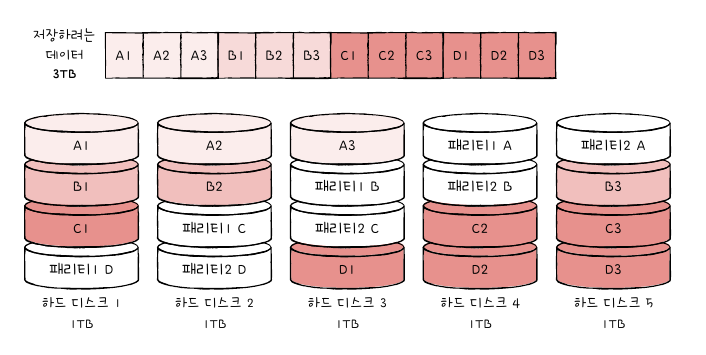 저장하려는
데이터
3TB
A1 A2 A3 B1 B2 B3 C1 C2 C3 D1 D2 D3
A1 A2 A3 패리티1 A 패리티2 A
B1 B2 패리티1 B 패리티2 B B3
C1 패리티1 C 패리티2 C C2 C3
패리티1 D 패리티2 D D1 D2 D3
하드 디스크 1 하드 디스크 2 하드 디스크 3 하드 디스크 4 하드 디스크 5
1TB 1TB 1TB 1TB 1TB